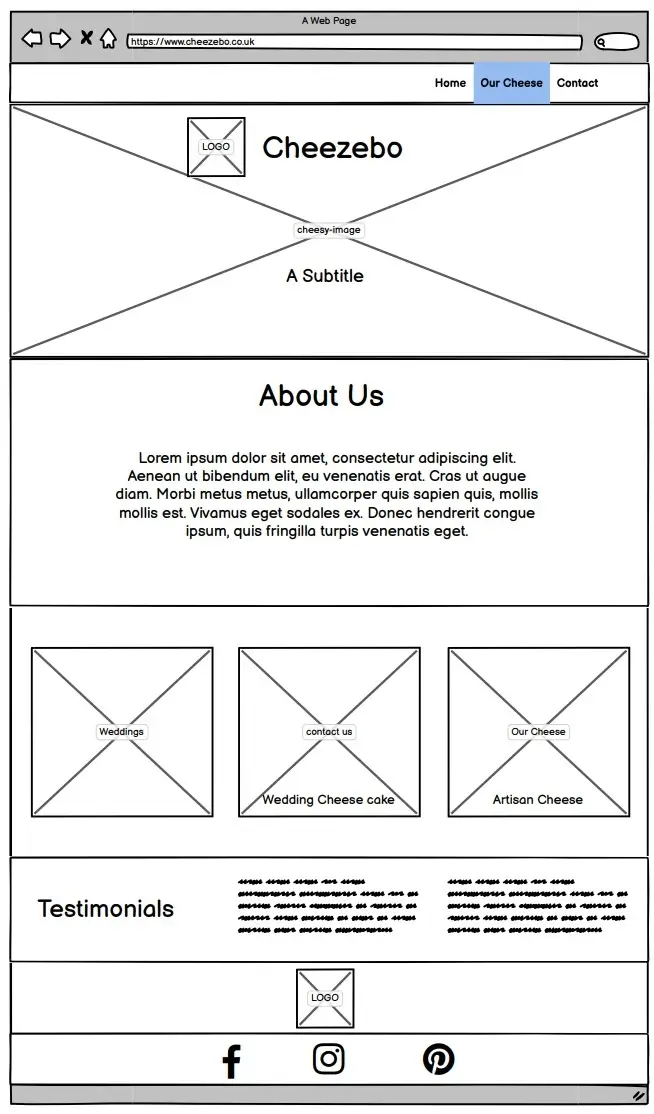 A Web Page
https://www.cheezebo.co.uk
Home Our Cheese Contact
LOGO
Cheezebo
cheesy-image
A Subtitle
About Us
Lorem ipsum dolor sit amet, consectetur adipiscing elit.
Aenean ut bibendum elit, eu venenatis erat. Cras ut augue
diam. Morbi metus metus, ullamcorper quis sapien quis, mollis
mollis est. Vivamus eget sodales ex. Donec hendrerit congue
ipsum, quis fringilla turpis venenatis eget.
Weddings
contact us
Wedding Cheese cake
Our Cheese
Artisan Cheese
Testimonials
LOGO